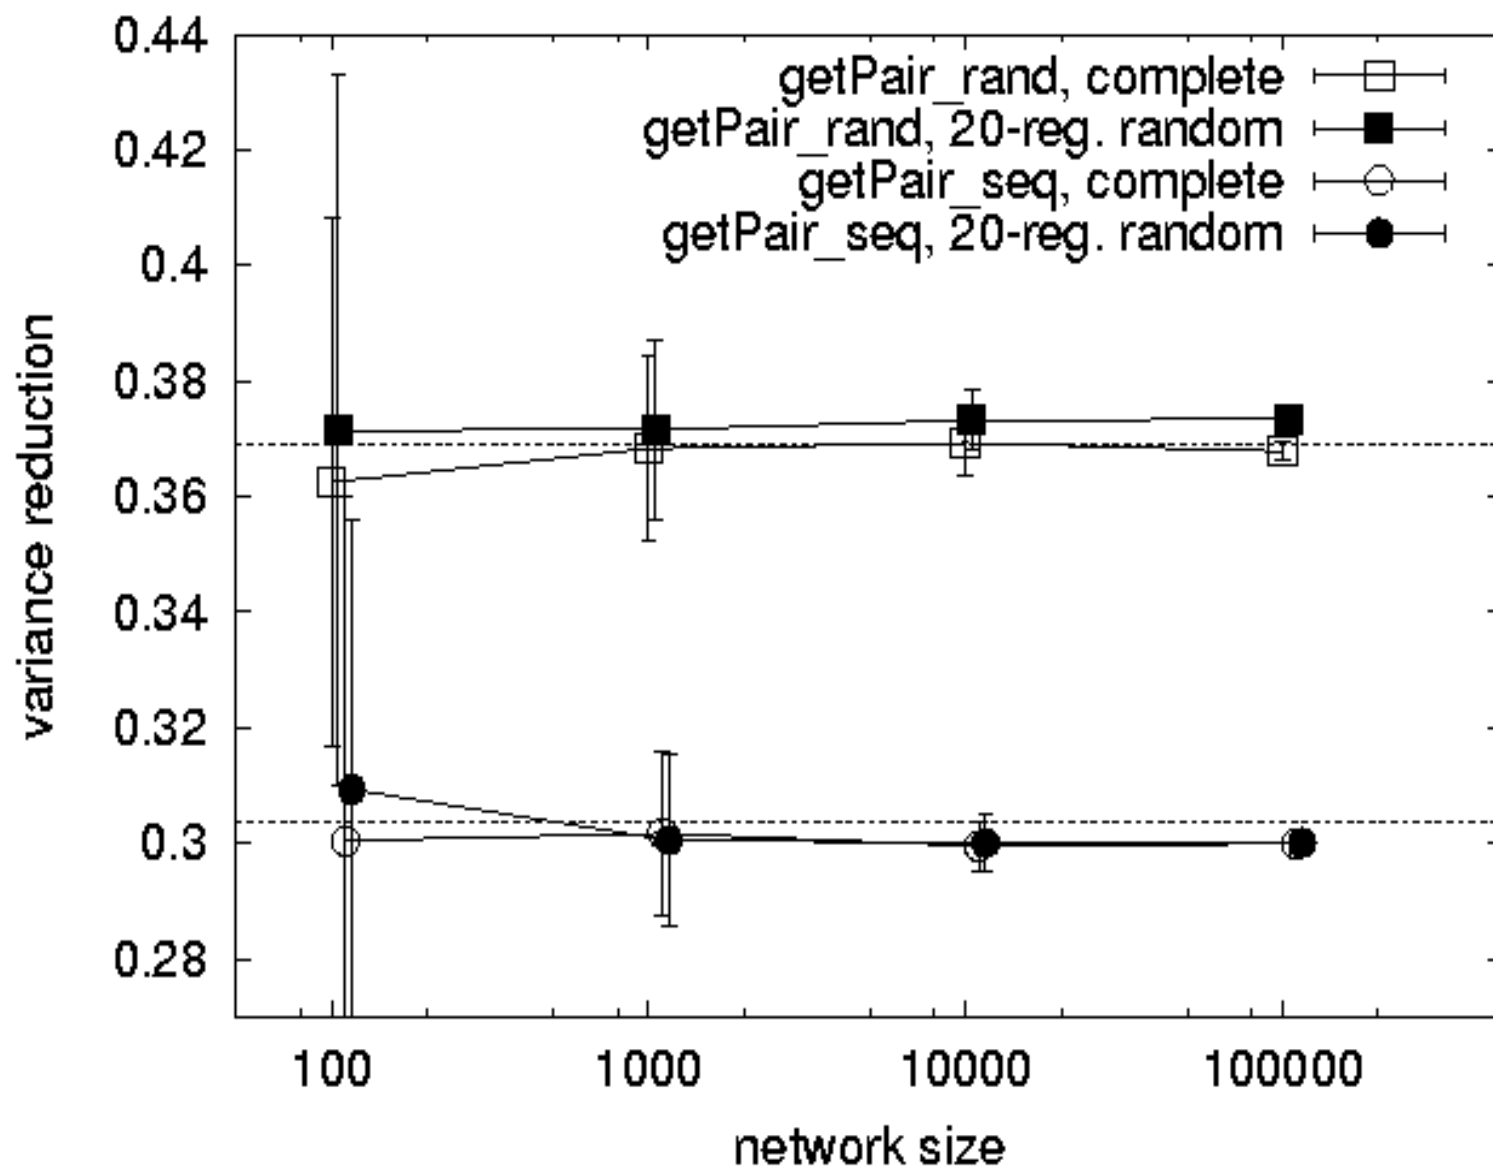 0.44
getPair_rand, complete
getPair_rand, 20-reg. random
getPair_seq, complete
getPair_seq, 20-reg. random
0.42
0.4
0.38
0.36
0.34
0.32
0.3
0.28
variance reduction
100 1000 10000 100000
network size